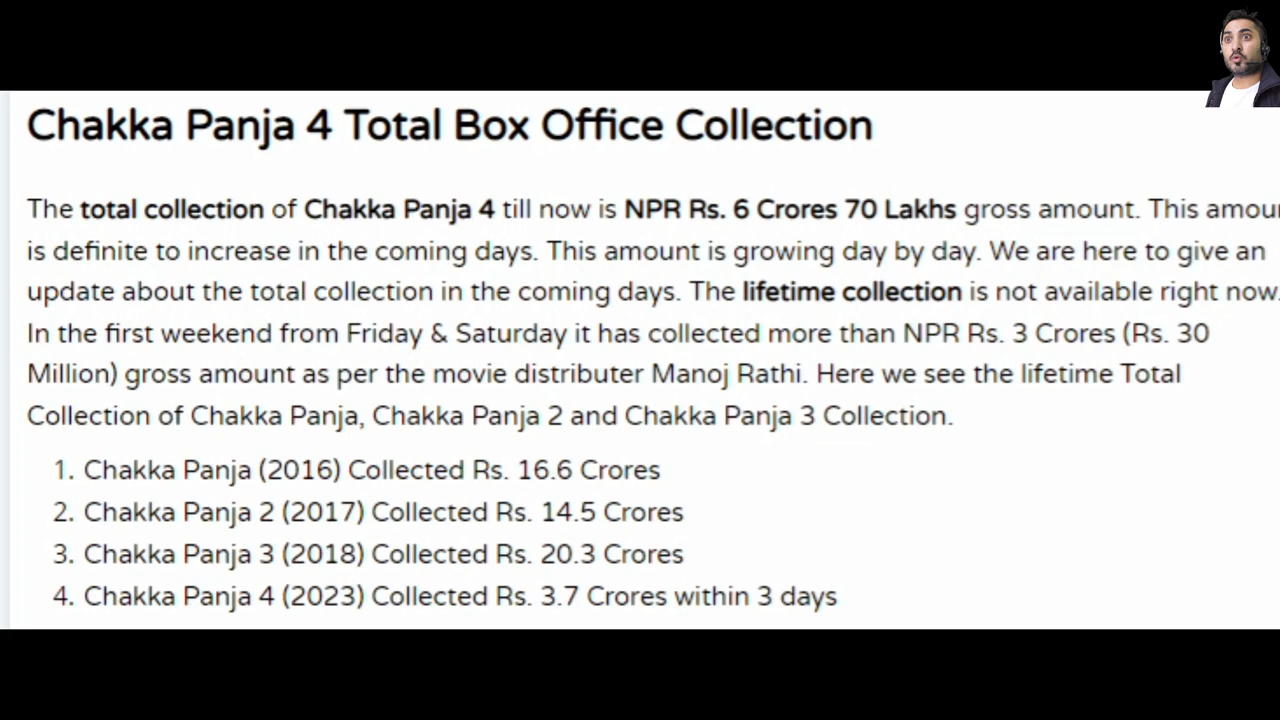 Chakka Panja 4 Total Box Office Collection
The total collection of Chakka Panja 4 till now is NPR Rs. 6 Crores 70 Lakhs gross amount. This amou
is definite to increase in the coming days. This amount is growing day by day. We are here to give an
update about the total collection in the coming days. The lifetime collection is not available right now.
In the first weekend from Friday & Saturday it has collected more than NPR Rs. 3 Crores (Rs. 30
Million) gross amount as per the movie distributer Manoj Rathi. Here we see the lifetime Total
Collection of Chakka Panja, Chakka Panja 2 and Chakka Panja 3 Collection.
1. Chakka Panja (2016) Collected Rs. 16.6 Crores
2. Chakka Panja 2 (2017) Collected Rs. 14.5 Crores
3. Chakka Panja 3 (2018) Collected Rs. 20.3 Crores
4. Chakka Panja 4 (2023) Collected Rs. 3.7 Crores within 3 days